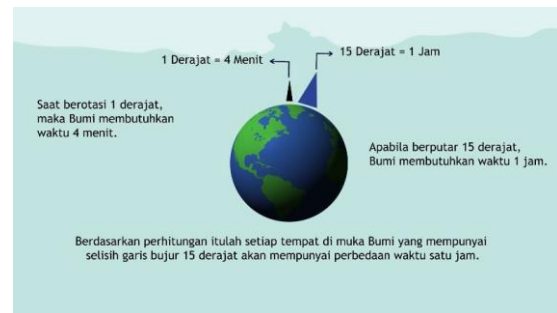 1 Derajat = 4 Menit
15 Derajat = 1 Jam
Saat berotasi 1 derajat,
maka Bumi membutuhkan
waktu 4 menit.
Apabila berputar 15 derajat,
Bumi membutuhkan waktu 1 jam.
Berdasarkan perhitungan itulah setiap tempat di muka Bumi yang mempunyai
selisih garis bujur 15 derajat akan mempunyai perbedaan waktu satu jam.